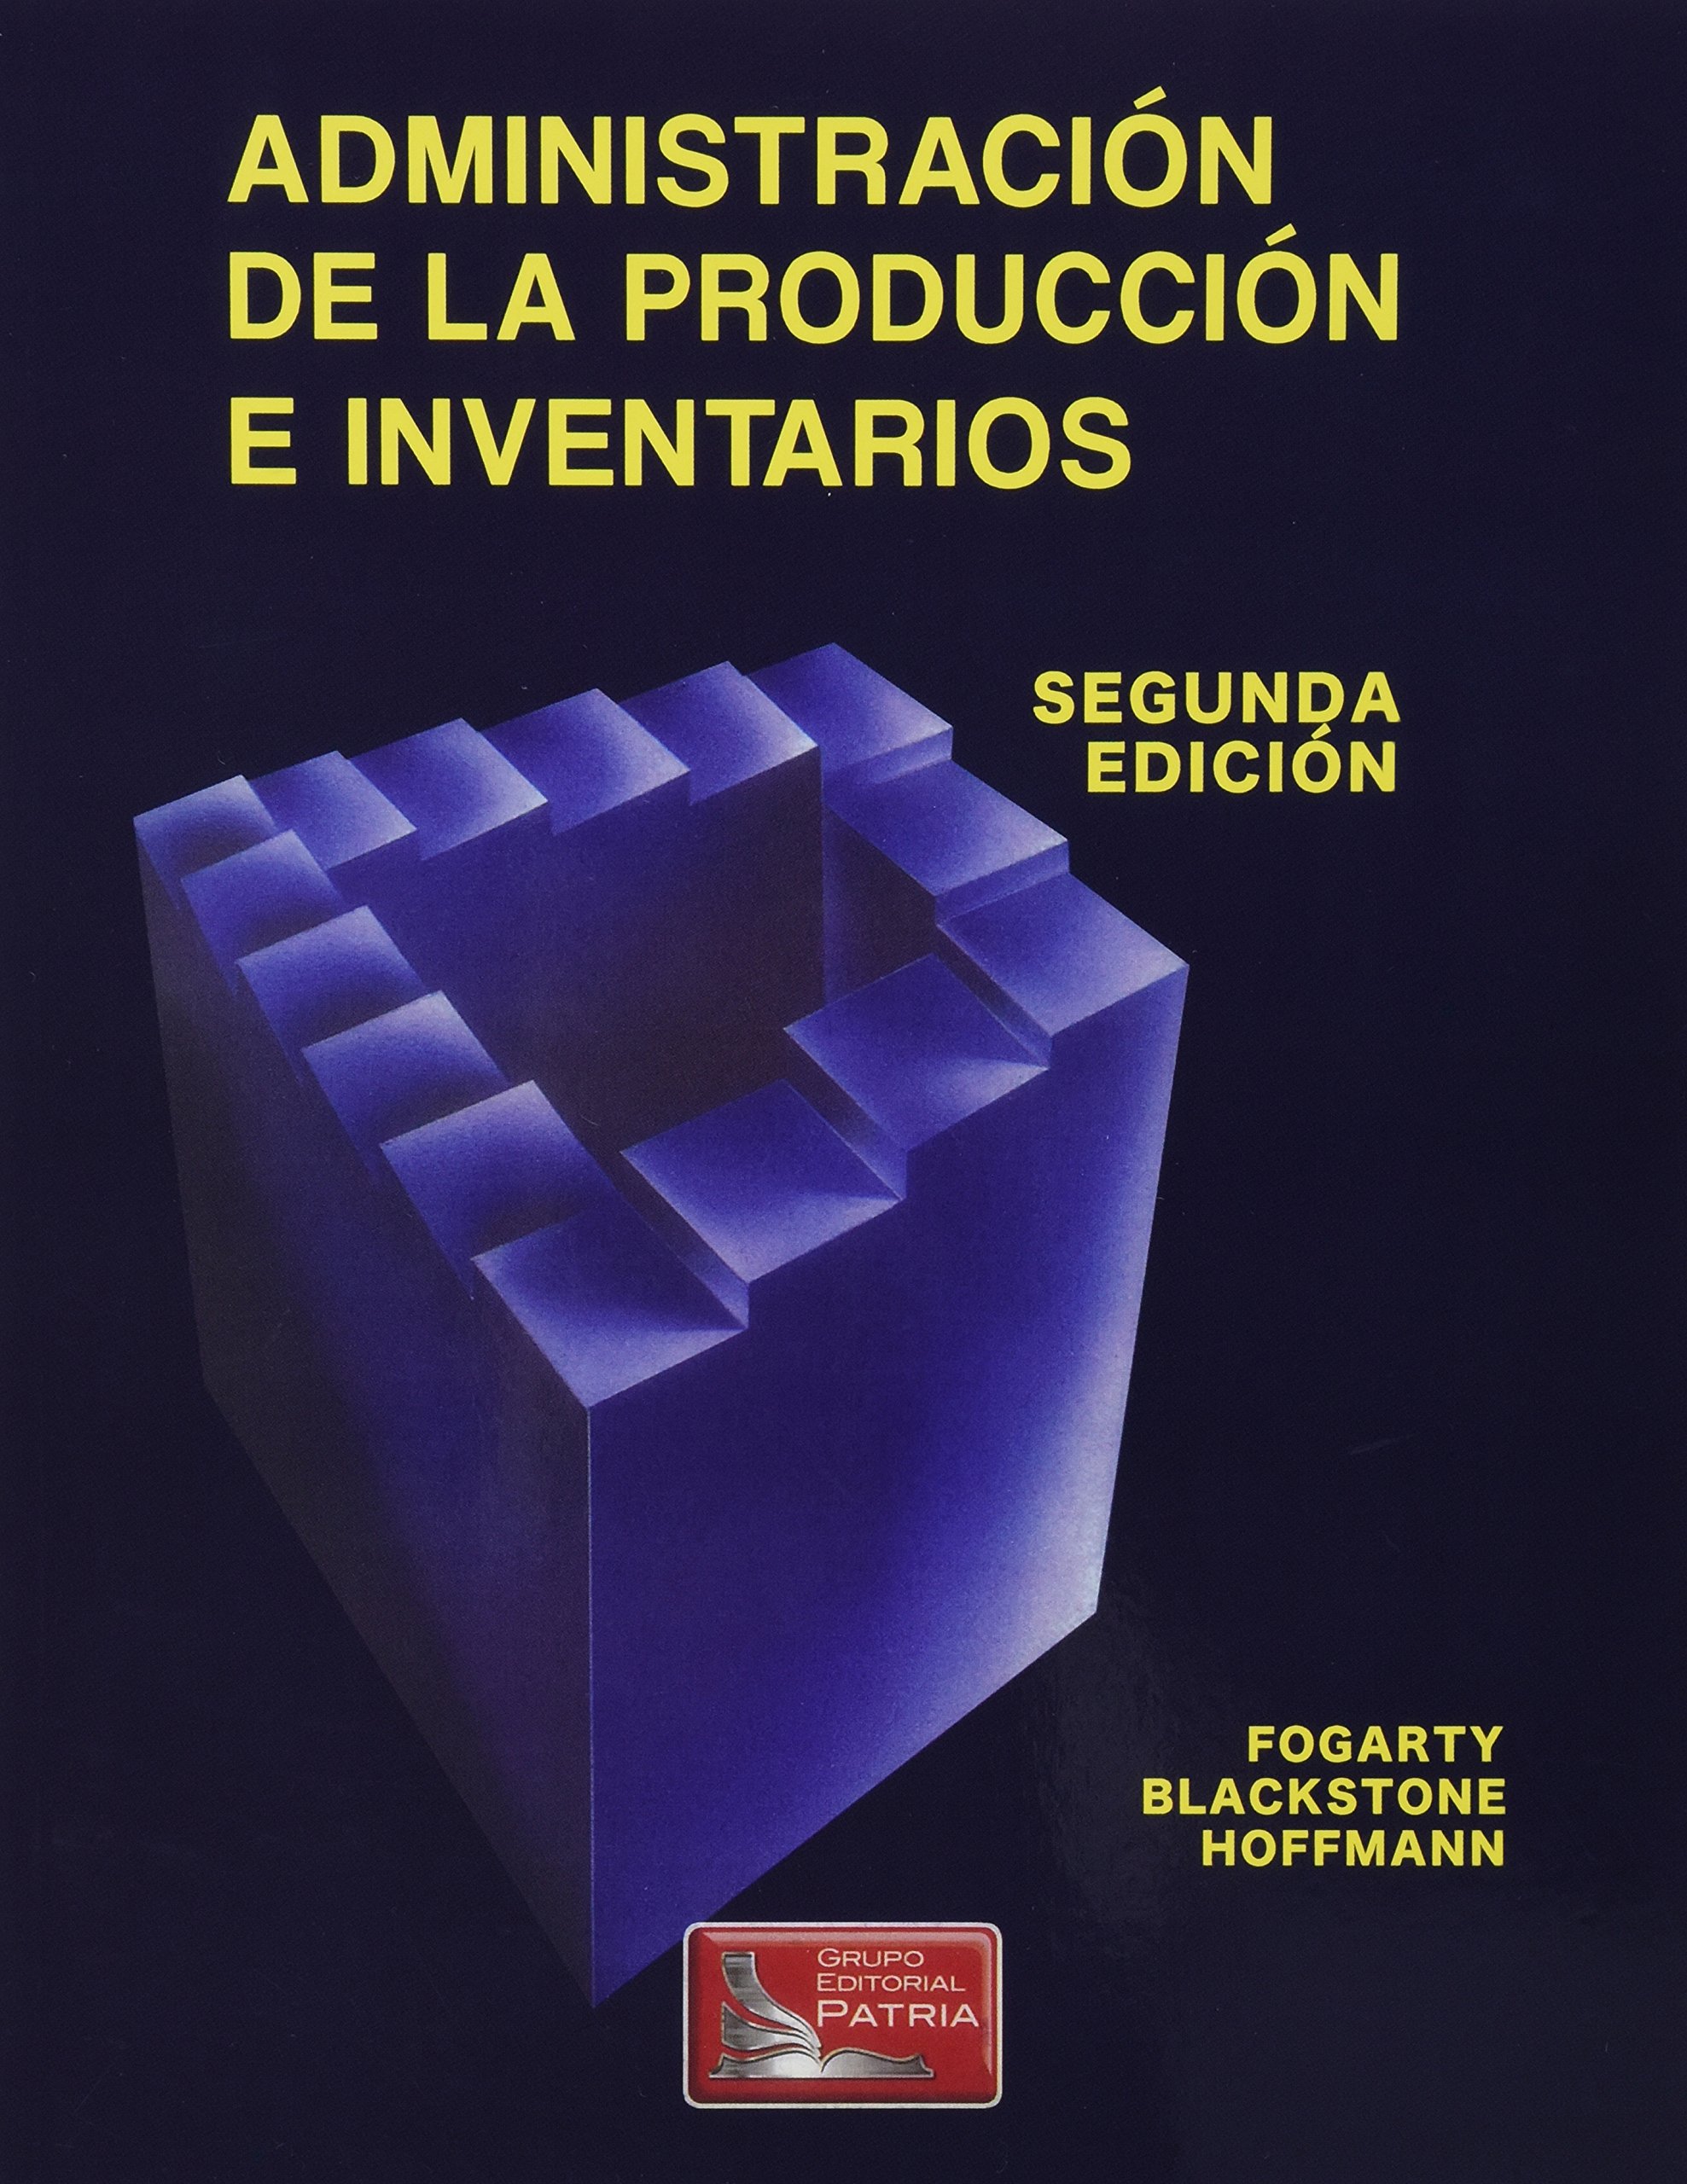 ADMINISTRACIÓN
DE LA PRODUCCIÓN
E INVENTARIOS
SEGUNDA
EDICIÓN
FOGARTY
BLACKSTONE
HOFFMANN
GRUPO
EDITORIAL
PATRIA